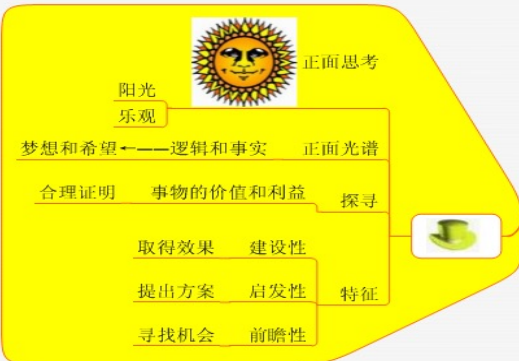 正面思考
阳光
乐观
梦想和希望←——逻辑和事实 正面光谱
合理证明 事物的价值和利益 探寻
取得效果 建设性
提出方案 启发性 特征
寻找机会 前瞻性